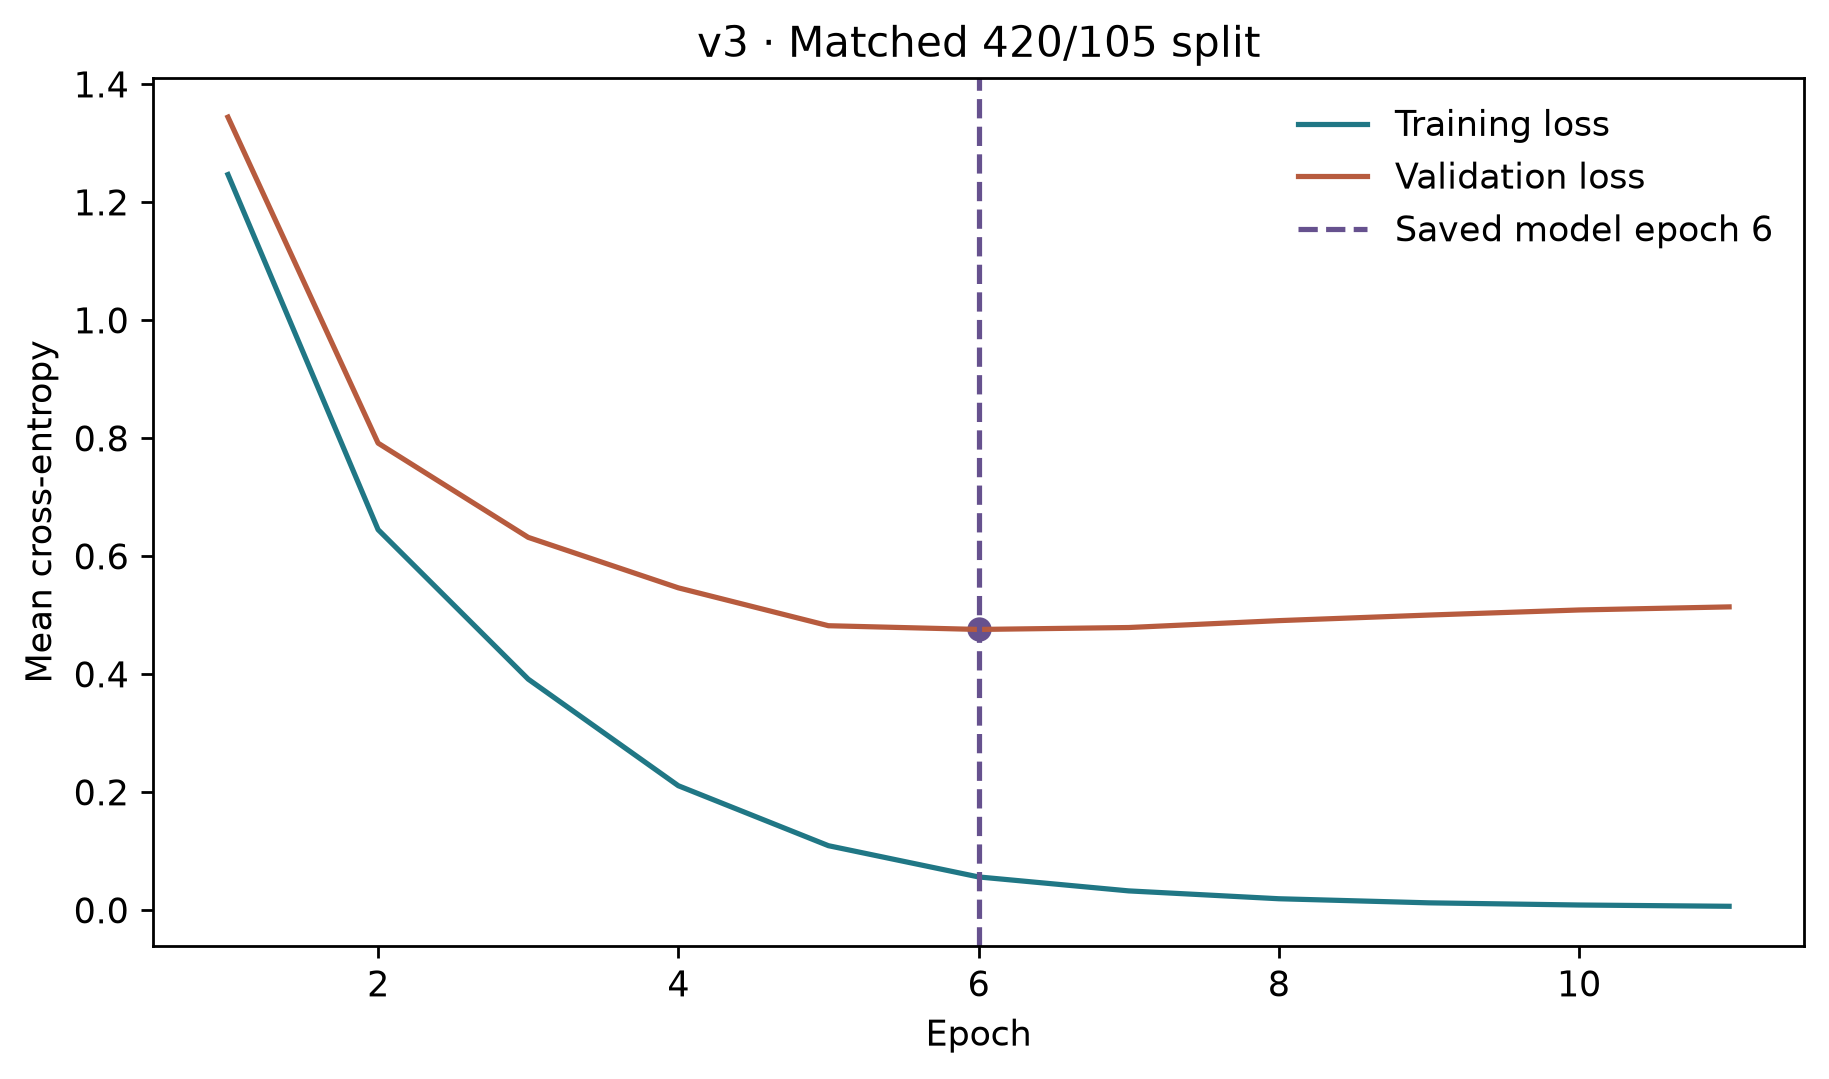 v3 · Matched 420/105 split
1.4
1.2
1.0
0.8
0.6
0.4
0.2
0.0
Mean cross-entropy
Training loss
Validation loss
Saved model epoch 6
2 4 6 8 10
Epoch